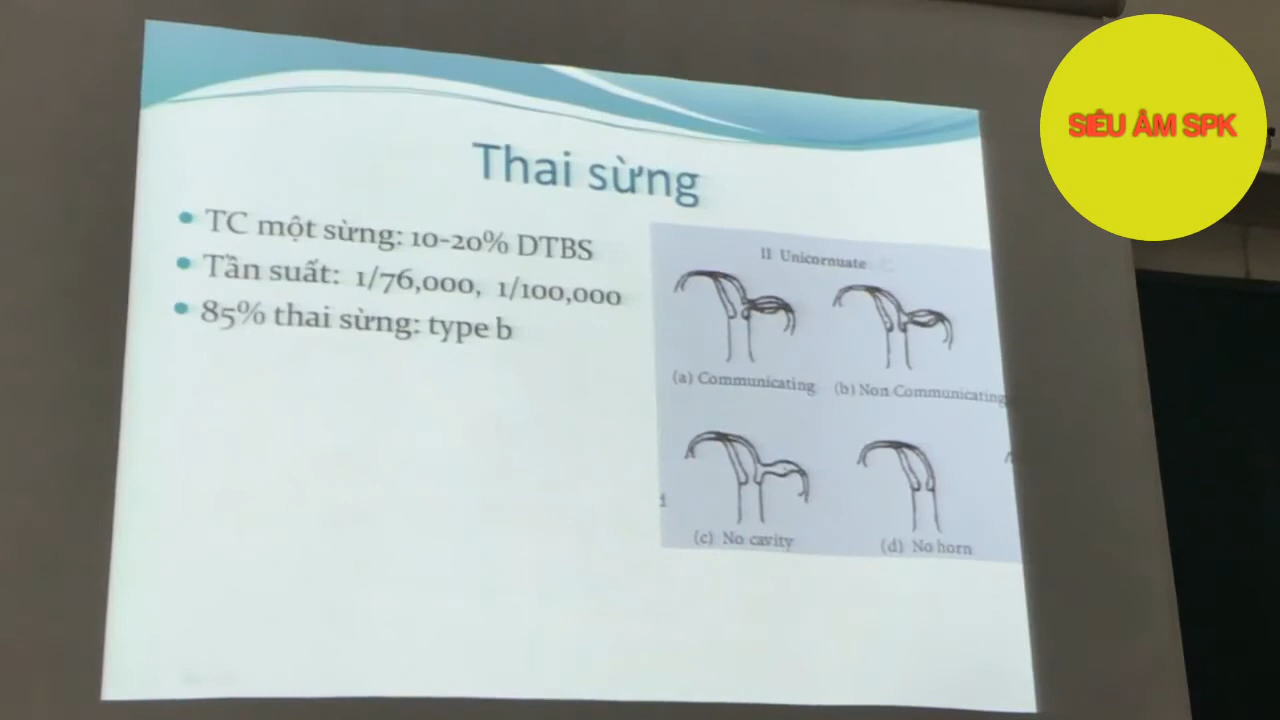 SIÊU ÂM SPK
Thai sừng
TC một sừng: 10-20% DTBS
Tần suất: 1/76,000, 1/100,000
85% thai sừng: type b
II Unicornuate
(a) Communicating
(b) Non Communicating
(c) No cavity
(d) No horn